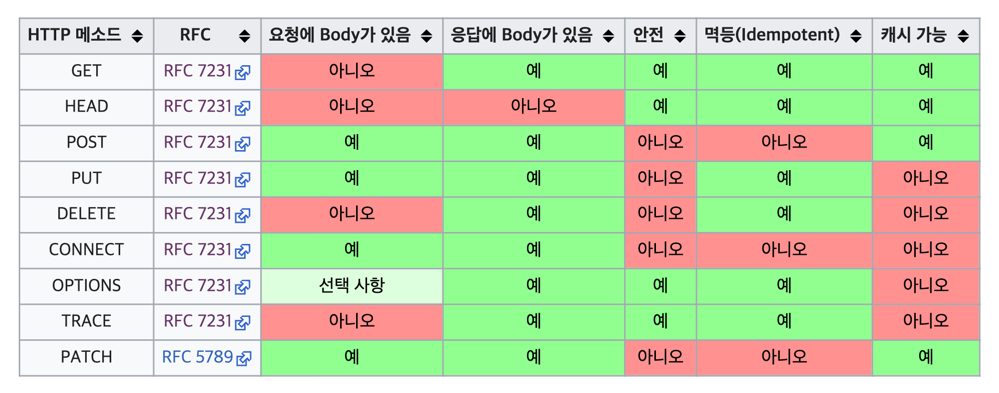 HTTP 메소드 RFC 요청에 Body가 있음 응답에 Body가 있음 안전 멱등(Idempotent) 캐시 가능
GET RFC 7231 아니오 예 예 예 예
HEAD RFC 7231 아니오 아니오 예 예 예
POST RFC 7231 예 예 아니오 아니오 예
PUT RFC 7231 예 예 아니오 예 아니오
DELETE RFC 7231 아니오 예 아니오 예 아니오
CONNECT RFC 7231 예 예 아니오 아니오 아니오
OPTIONS RFC 7231 선택 사항 예 예 예 아니오
TRACE RFC 7231 아니오 예 예 예 아니오
PATCH RFC 5789 예 예 아니오 아니오 예